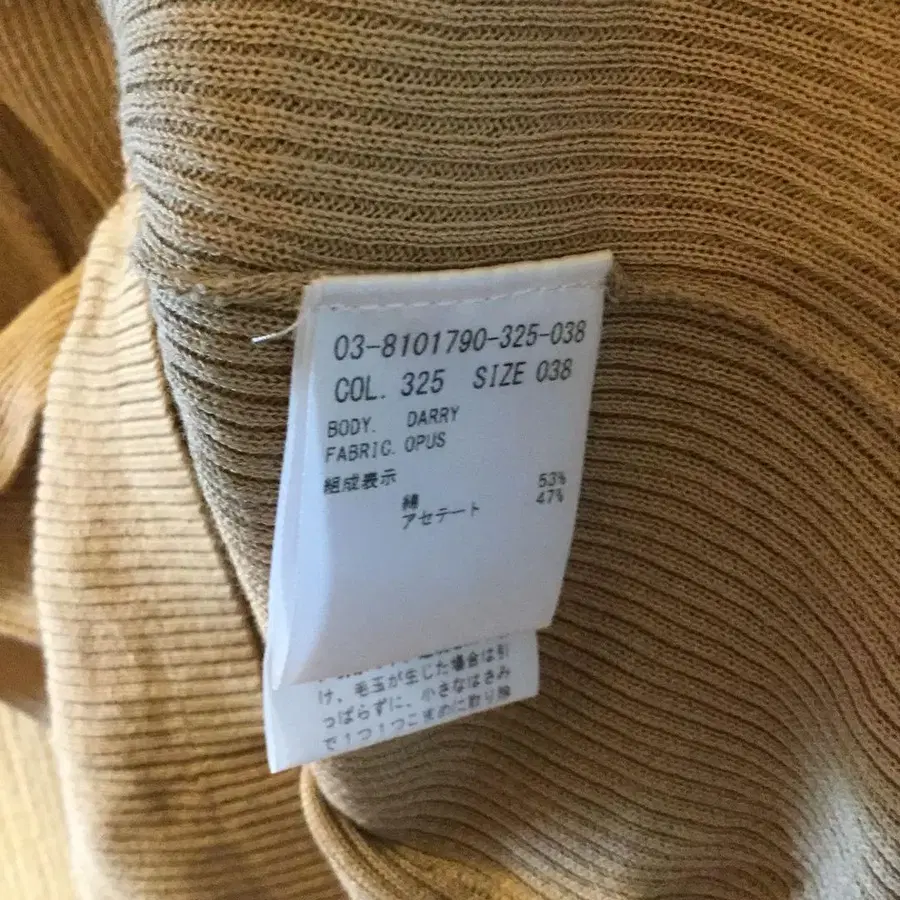 03-8101790-325-038
COL. 325 SIZE 038
BODY. DARRY
FABRIC. OPUS
組成表示
綿 53%
アセテート 47%
け、毛玉が生じた場合は引
っぱらずに、小さなはさみ
で1つ1つこまめに取り除